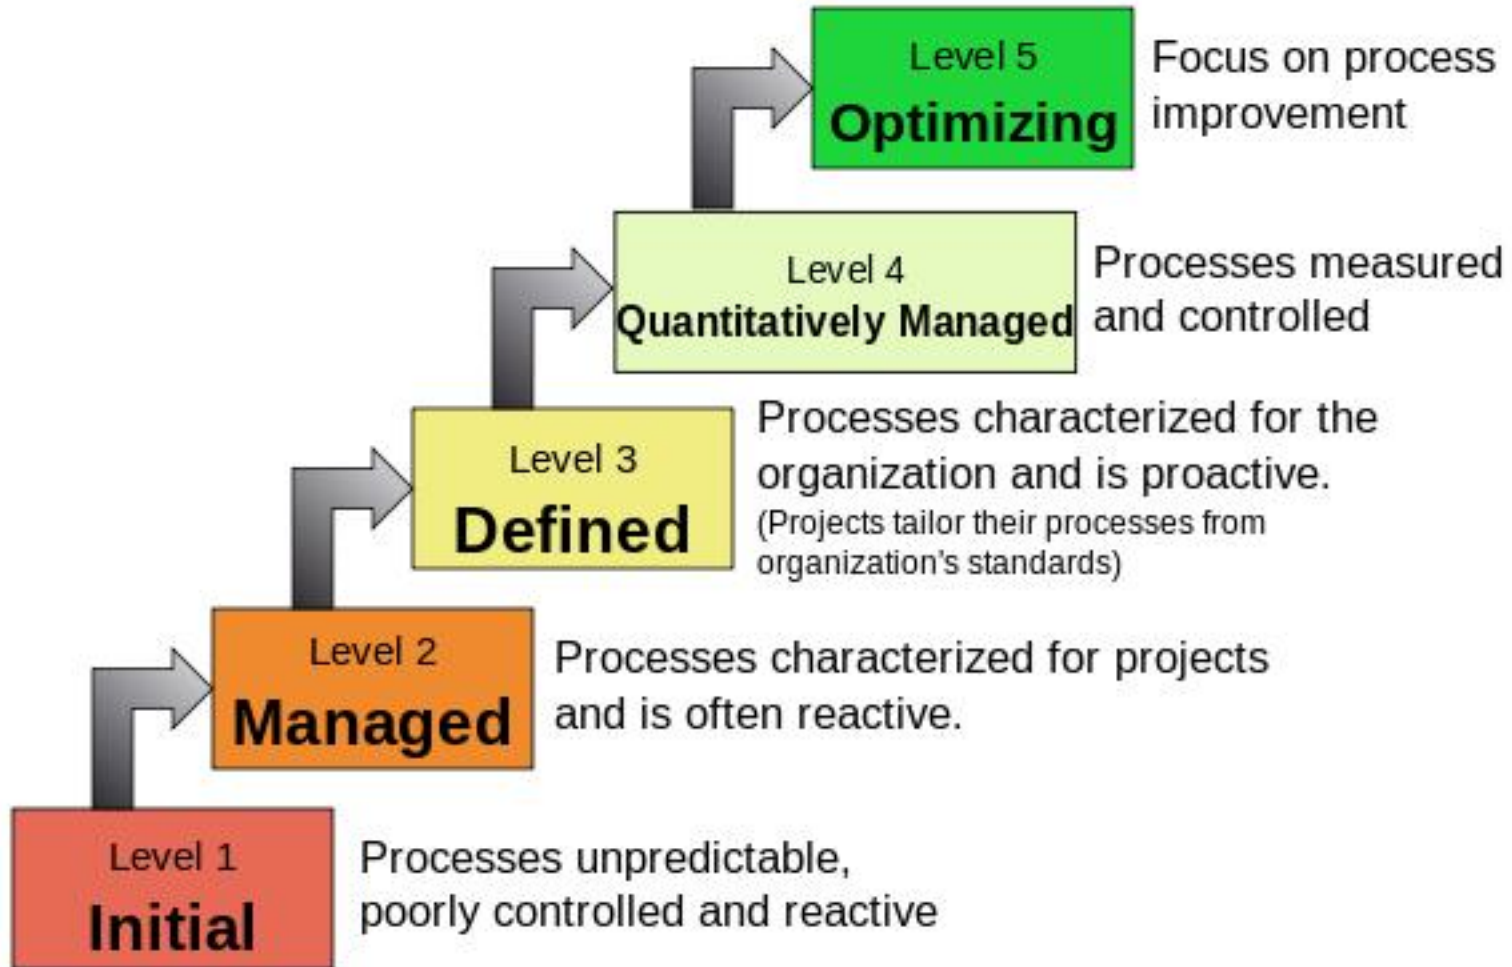 Level 5
Optimizing
Focus on process
improvement
Level 4
Quantitatively Managed
Processes measured
and controlled
Level 3
Defined
Processes characterized for the
organization and is proactive.
(Projects tailor their processes from
organization's standards)
Level 2
Managed
Processes characterized for projects
and is often reactive.
Level 1
Initial
Processes unpredictable,
poorly controlled and reactive